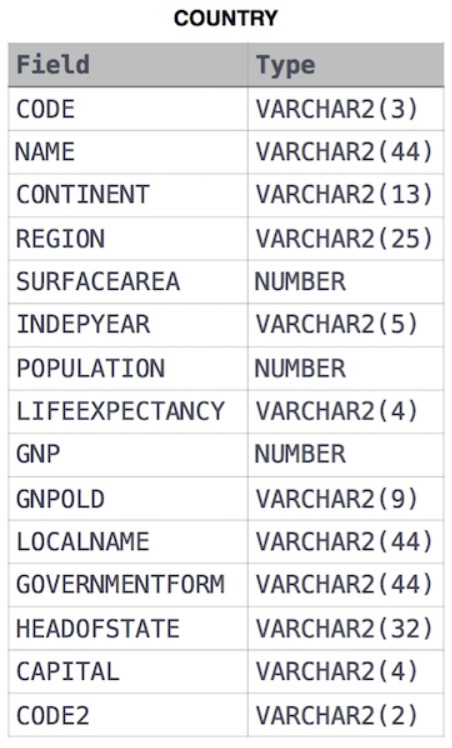 COUNTRY
Field Type
CODE VARCHAR2(3)
NAME VARCHAR2(44)
CONTINENT VARCHAR2(13)
REGION VARCHAR2(25)
SURFACEAREA NUMBER
INDEPYEAR VARCHAR2(5)
POPULATION NUMBER
LIFEEXPECTANCY VARCHAR2(4)
GNP NUMBER
GNPOLD VARCHAR2(9)
LOCALNAME VARCHAR2(44)
GOVERNMENTFORM VARCHAR2(44)
HEADOFSTATE VARCHAR2(32)
CAPITAL VARCHAR2(4)
CODE2 VARCHAR2(2)